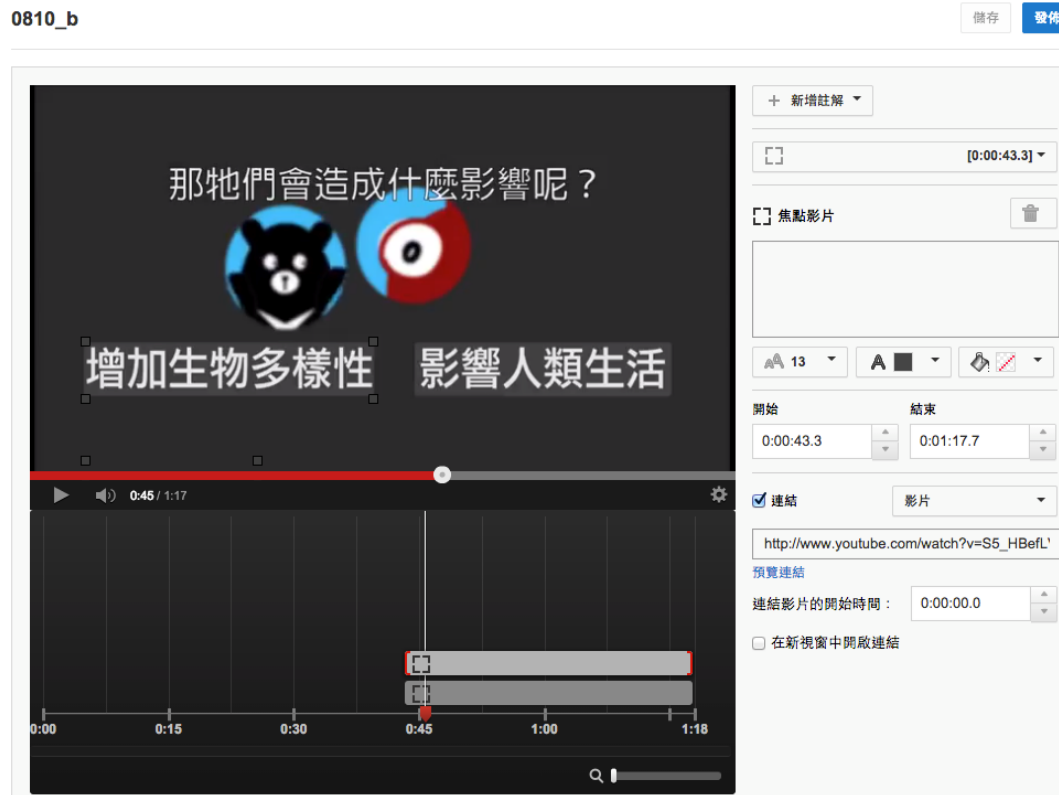 0810_b
儲存
發佈
那牠們會造成什麼影響呢？
增加生物多樣性
影響人類生活
0:45 / 1:17
0:00
0:15
0:30
0:45
1:00
1:18
+ 新增註解
[0:00:43.3]
焦點影片
AA 13
A
開始
結束
0:00:43.3
0:01:17.7
連結
影片
http://www.youtube.com/watch?v=S5_HBefL
預覽連結
連結影片的開始時間：
0:00:00.0
在新視窗中開啟連結